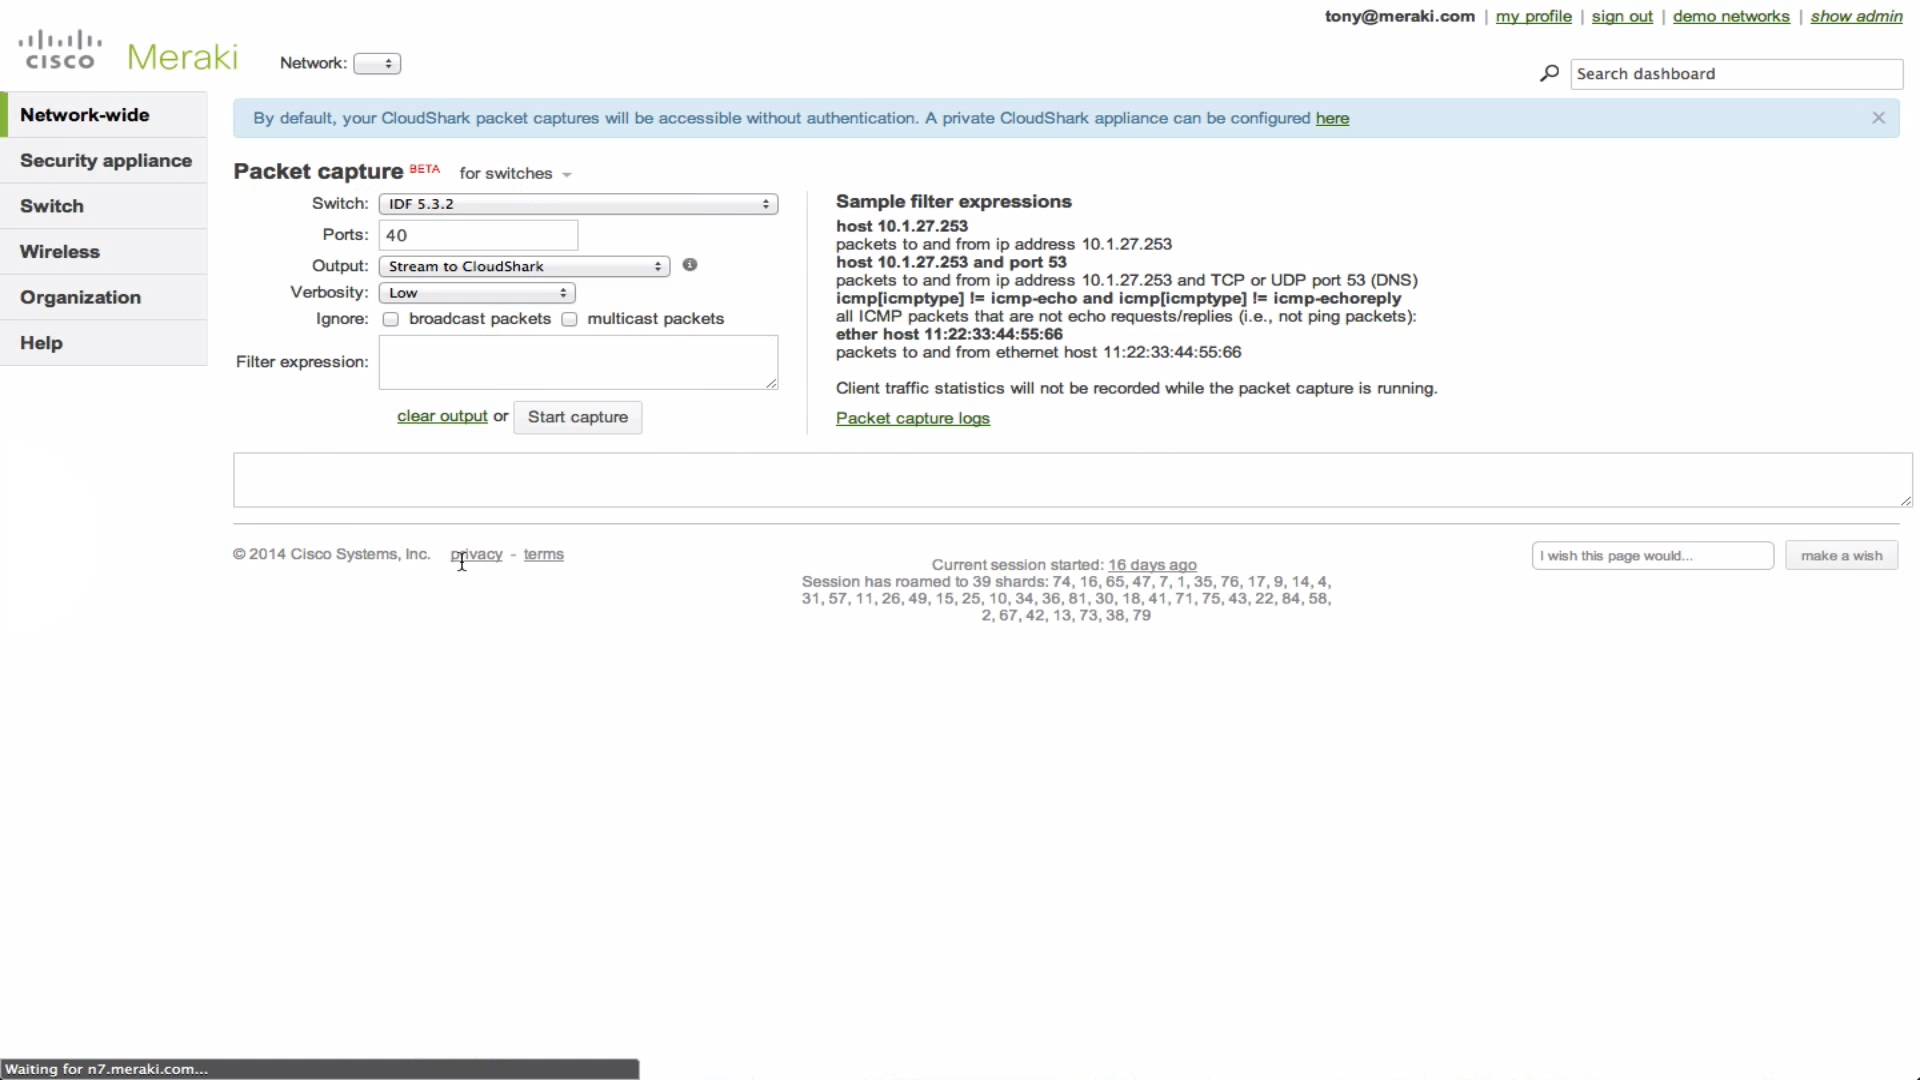 tony@meraki.com | my profile | sign out | demo networks | show admin
CISCO Meraki Network:
Search dashboard
Network-wide
Security appliance
Switch
Wireless
Organization
Help
By default, your CloudShark packet captures will be accessible without authentication. A private CloudShark appliance can be configured here
Packet capture BETA for switches
Switch: IDF 5.3.2
Ports: 40
Output: Stream to CloudShark
Verbosity: Low
Ignore: broadcast packets multicast packets
Filter expression:
clear output or Start capture
Sample filter expressions
host 10.1.27.253
packets to and from ip address 10.1.27.253
host 10.1.27.253 and port 53
packets to and from ip address 10.1.27.253 and TCP or UDP port 53 (DNS)
icmp[icmptype] != icmp-echo and icmp[icmptype] != icmp-echoreply
all ICMP packets that are not echo requests/replies (i.e., not ping packets):
ether host 11:22:33:44:55:66
packets to and from ethernet host 11:22:33:44:55:66
Client traffic statistics will not be recorded while the packet capture is running.
Packet capture logs
© 2014 Cisco Systems, Inc. privacy - terms
Current session started: 16 days ago
Session has roamed to 39 shards: 74, 16, 65, 47, 7, 1, 35, 76, 17, 9, 14, 4,
31, 57, 11, 26, 49, 15, 25, 10, 34, 36, 81, 30, 18, 41, 71, 75, 43, 22, 84, 58,
2, 67, 42, 13, 73, 38, 79
I wish this page would... make a wish
Waiting for n7.meraki.com...